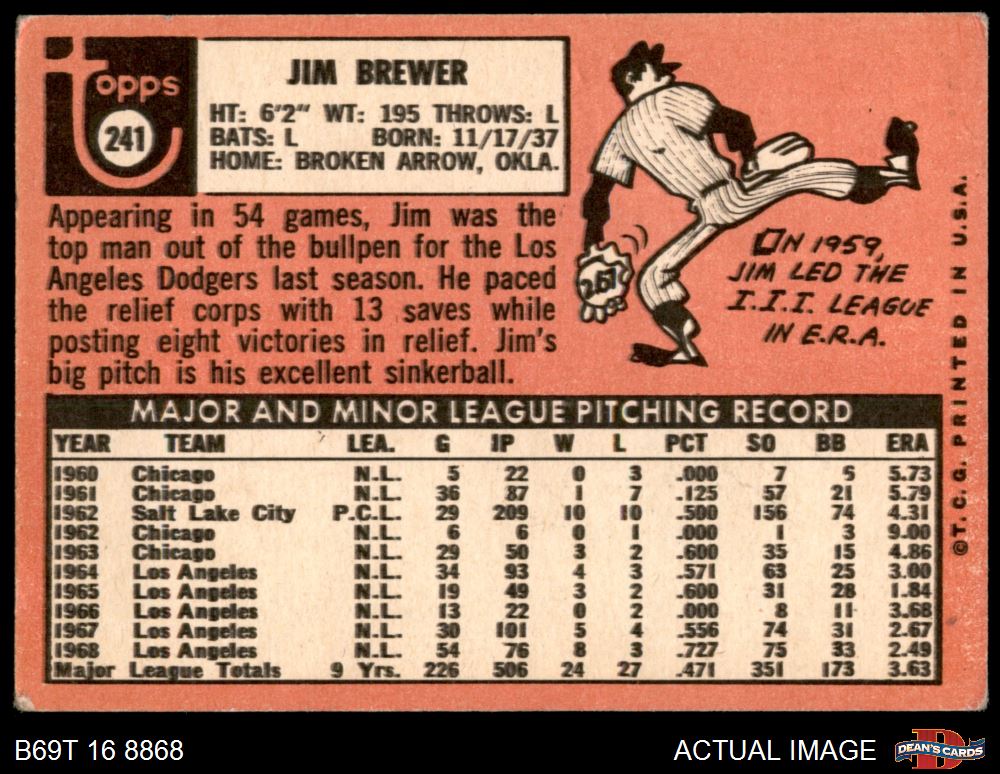 Topps
241
JIM BREWER
HT: 6'2" WT: 195 THROWS: L
BATS: L BORN: 11/17/37
HOME: BROKEN ARROW, OKLA.
Appearing in 54 games, Jim was the
top man out of the bullpen for the Los
Angeles Dodgers last season. He paced
the relief corps with 13 saves while
posting eight victories in relief. Jim's
big pitch is his excellent sinkerball.
2.67
ON 1959,
JIM LED THE
I.I.I. LEAGUE
IN E.R.A.
©T. C. G. PRINTED IN U.S.A.
MAJOR AND MINOR LEAGUE PITCHING RECORD
YEAR TEAM LEA. G IP W L PCT SO BB ERA
1960 Chicago N.L. 5 22 0 3 .000 7 5 5.73
1961 Chicago N.L. 36 87 1 7 .125 57 21 5.79
1962 Salt Lake City P.C.L. 29 209 10 10 .500 156 74 4.31
1962 Chicago N.L. 6 6 0 1 .000 1 3 9.00
1963 Chicago N.L. 29 50 3 2 .600 35 15 4.86
1964 Los Angeles N.L. 34 93 4 3 .571 63 25 3.00
1965 Los Angeles N.L. 19 49 3 2 .600 31 28 1.84
1966 Los Angeles N.L. 13 22 0 2 .000 8 11 3.68
1967 Los Angeles N.L. 30 101 5 4 .556 74 31 2.67
1968 Los Angeles N.L. 54 76 8 3 .727 75 33 2.49
Major League Totals 9 Yrs. 226 506 24 27 .471 351 173 3.63
B69T 16 8868
ACTUAL IMAGE
DEAN'S CARDS